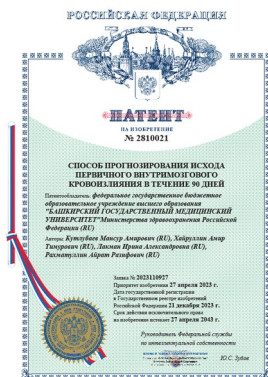 РОССИЙСКАЯ ФЕДЕРАЦИЯ
ПАТЕНТ
НА ИЗОБРЕТЕНИЕ
№ 2810021
СПОСОБ ПРОГНОЗИРОВАНИЯ ИСХОДА
ПЕРВИЧНОГО ВНУТРИМОЗГОВОГО
КРОВОИЗЛИЯНИЯ В ТЕЧЕНИЕ 90 ДНЕЙ
Патентообладатель: федеральное государственное бюджетное
образовательное учреждение высшего образования
"БАШКИРСКИЙ ГОСУДАРСТВЕННЫЙ МЕДИЦИНСКИЙ
УНИВЕРСИТЕТ" Министерства здравоохранения Российской
Федерации (RU)
Авторы: Кутлубаев Мансур Амирович (RU), Хайруллин Амир
Тимурович (RU), Лакман Ирина Александровна (RU),
Рахматуллин Айрат Разифович (RU)
Заявка № 2023110927
Приоритет изобретения 27 апреля 2023 г.
Дата государственной регистрации
в Государственном реестре изобретений
Российской Федерации 21 декабря 2023 г.
Срок действия исключительного права
на изобретение истекает 27 апреля 2043 г.
Руководитель Федеральной службы
по интеллектуальной собственности
Ю.С. Зубов